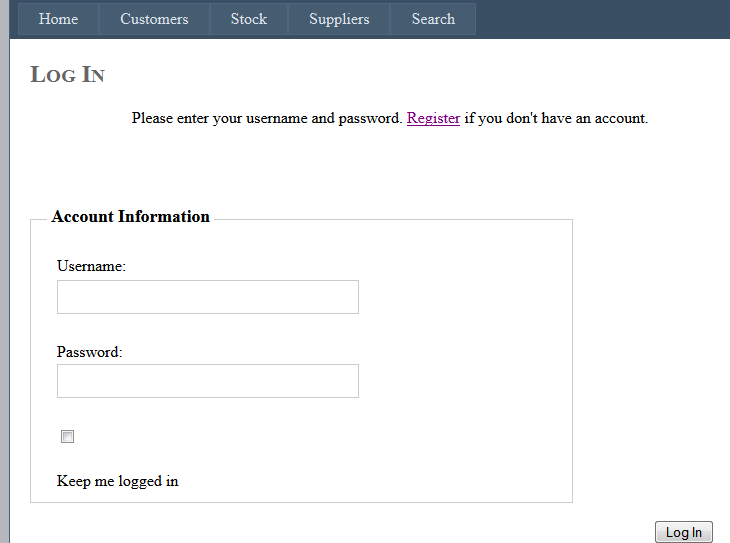 Home Customers Stock Suppliers Search
Log In
Please enter your username and password. Register if you don't have an account.
Account Information
Username:
Password:
Keep me logged in
Log In